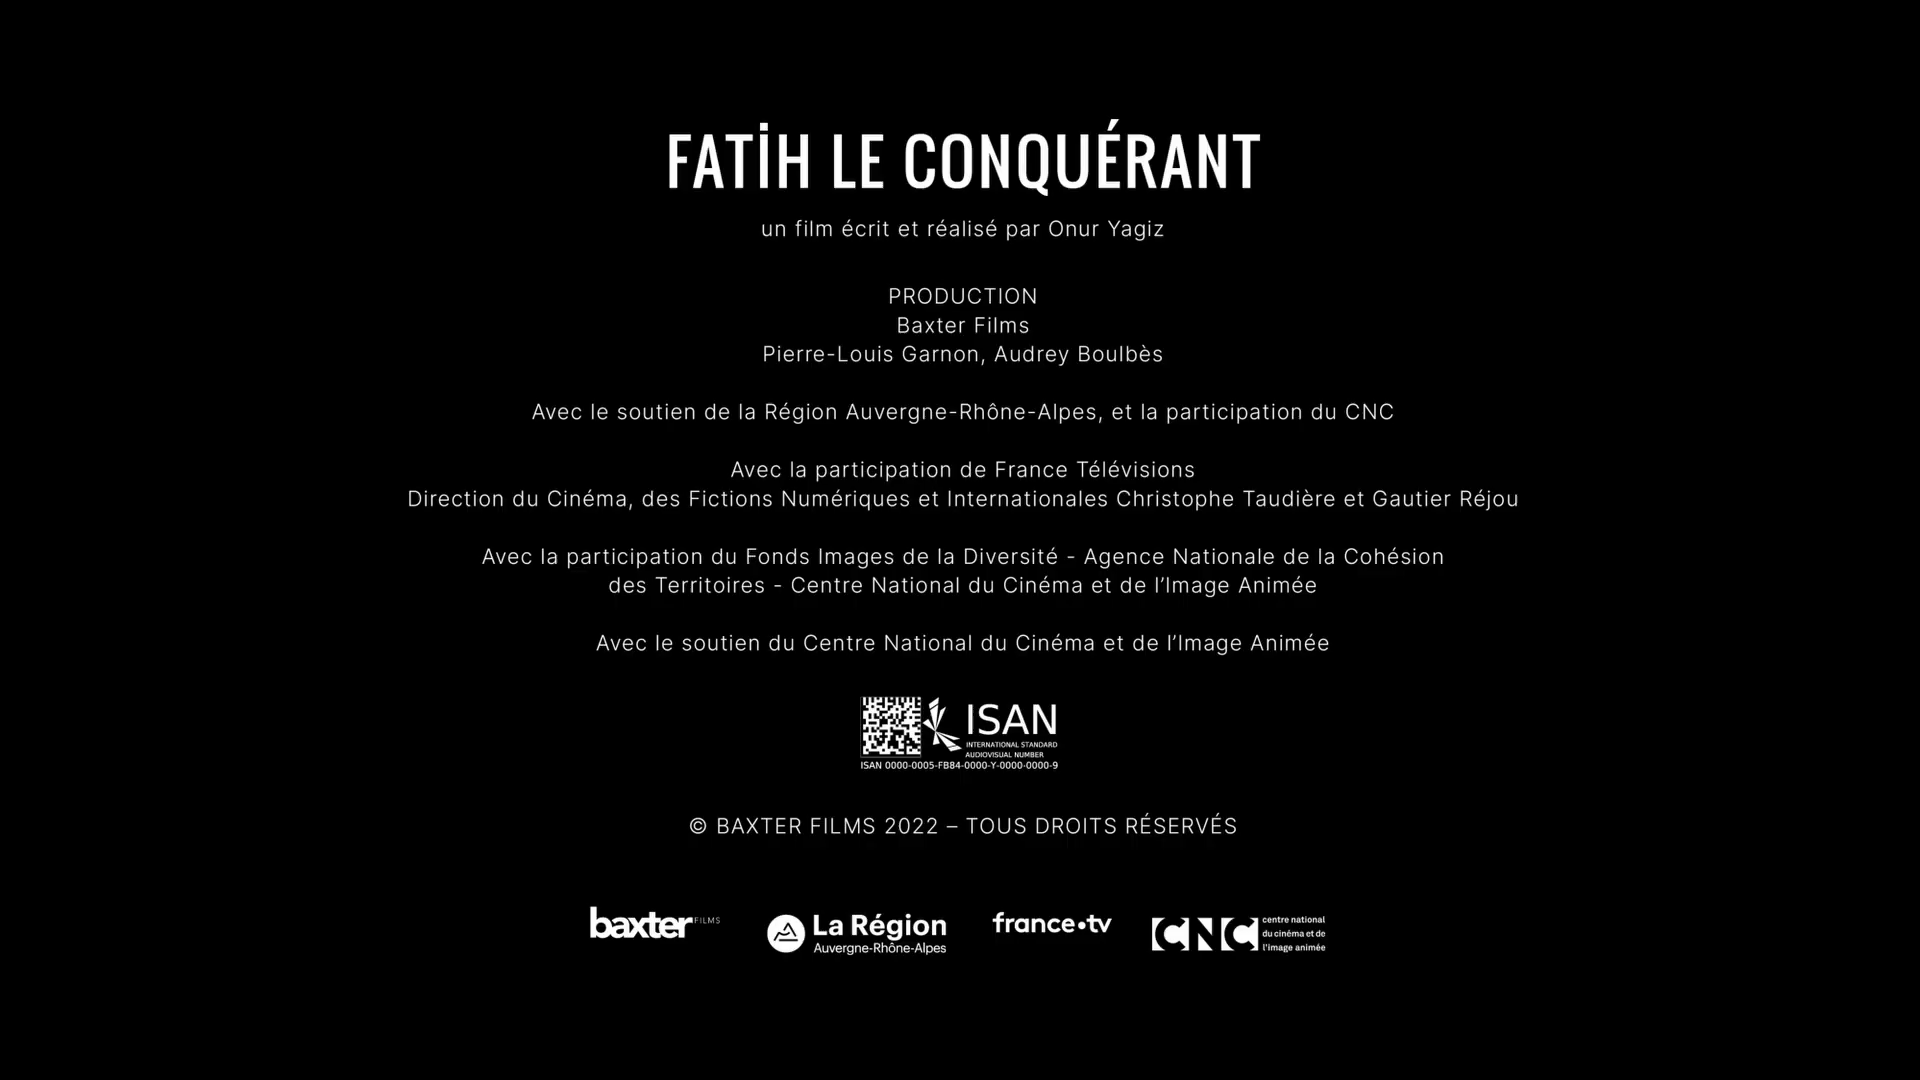 FATİH LE CONQUÉRANT
un film écrit et réalisé par Onur Yagiz
PRODUCTION
Baxter Films
Pierre-Louis Garnon, Audrey Boulbès
Avec le soutien de la Région Auvergne-Rhône-Alpes, et la participation du CNC
Avec la participation de France Télévisions
Direction du Cinéma, des Fictions Numériques et Internationales Christophe Taudière et Gautier Réjou
Avec la participation du Fonds Images de la Diversité - Agence Nationale de la Cohésion
des Territoires - Centre National du Cinéma et de l’Image Animée
Avec le soutien du Centre National du Cinéma et de l’Image Animée
ISAN
INTERNATIONAL STANDARD
AUDIOVISUAL NUMBER
ISAN 0000-0005-FB84-0000-Y-0000-0000-9
© BAXTER FILMS 2022 – TOUS DROITS RÉSERVÉS
baxter FILMS
La Région
Auvergne-Rhône-Alpes
france•tv
CNC
centre national
du cinéma et de
l’image animée